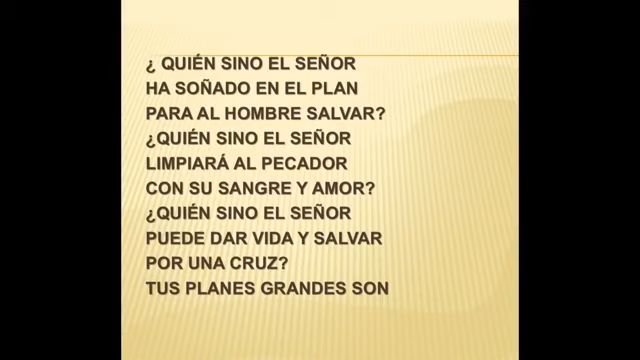 ¿ QUIÉN SINO EL SEÑOR
HA SOÑADO EN EL PLAN
PARA AL HOMBRE SALVAR?
¿QUIÉN SINO EL SEÑOR
LIMPIARÁ AL PECADOR
CON SU SANGRE Y AMOR?
¿QUIÉN SINO EL SEÑOR
PUEDE DAR VIDA Y SALVAR
POR UNA CRUZ?
TUS PLANES GRANDES SON